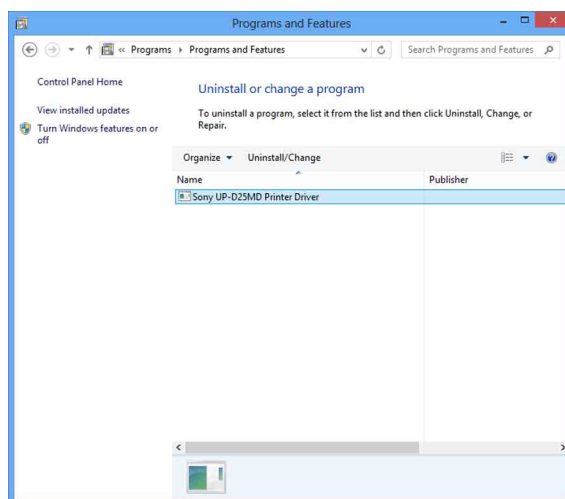 Programs and Features
« Programs ▸ Programs and Features
Search Programs and Features
Control Panel Home
View installed updates
Turn Windows features on or
off
Uninstall or change a program
To uninstall a program, select it from the list and then click Uninstall, Change, or
Repair.
Organize ▾ Uninstall/Change
Name Publisher
Sony UP-D25MD Printer Driver